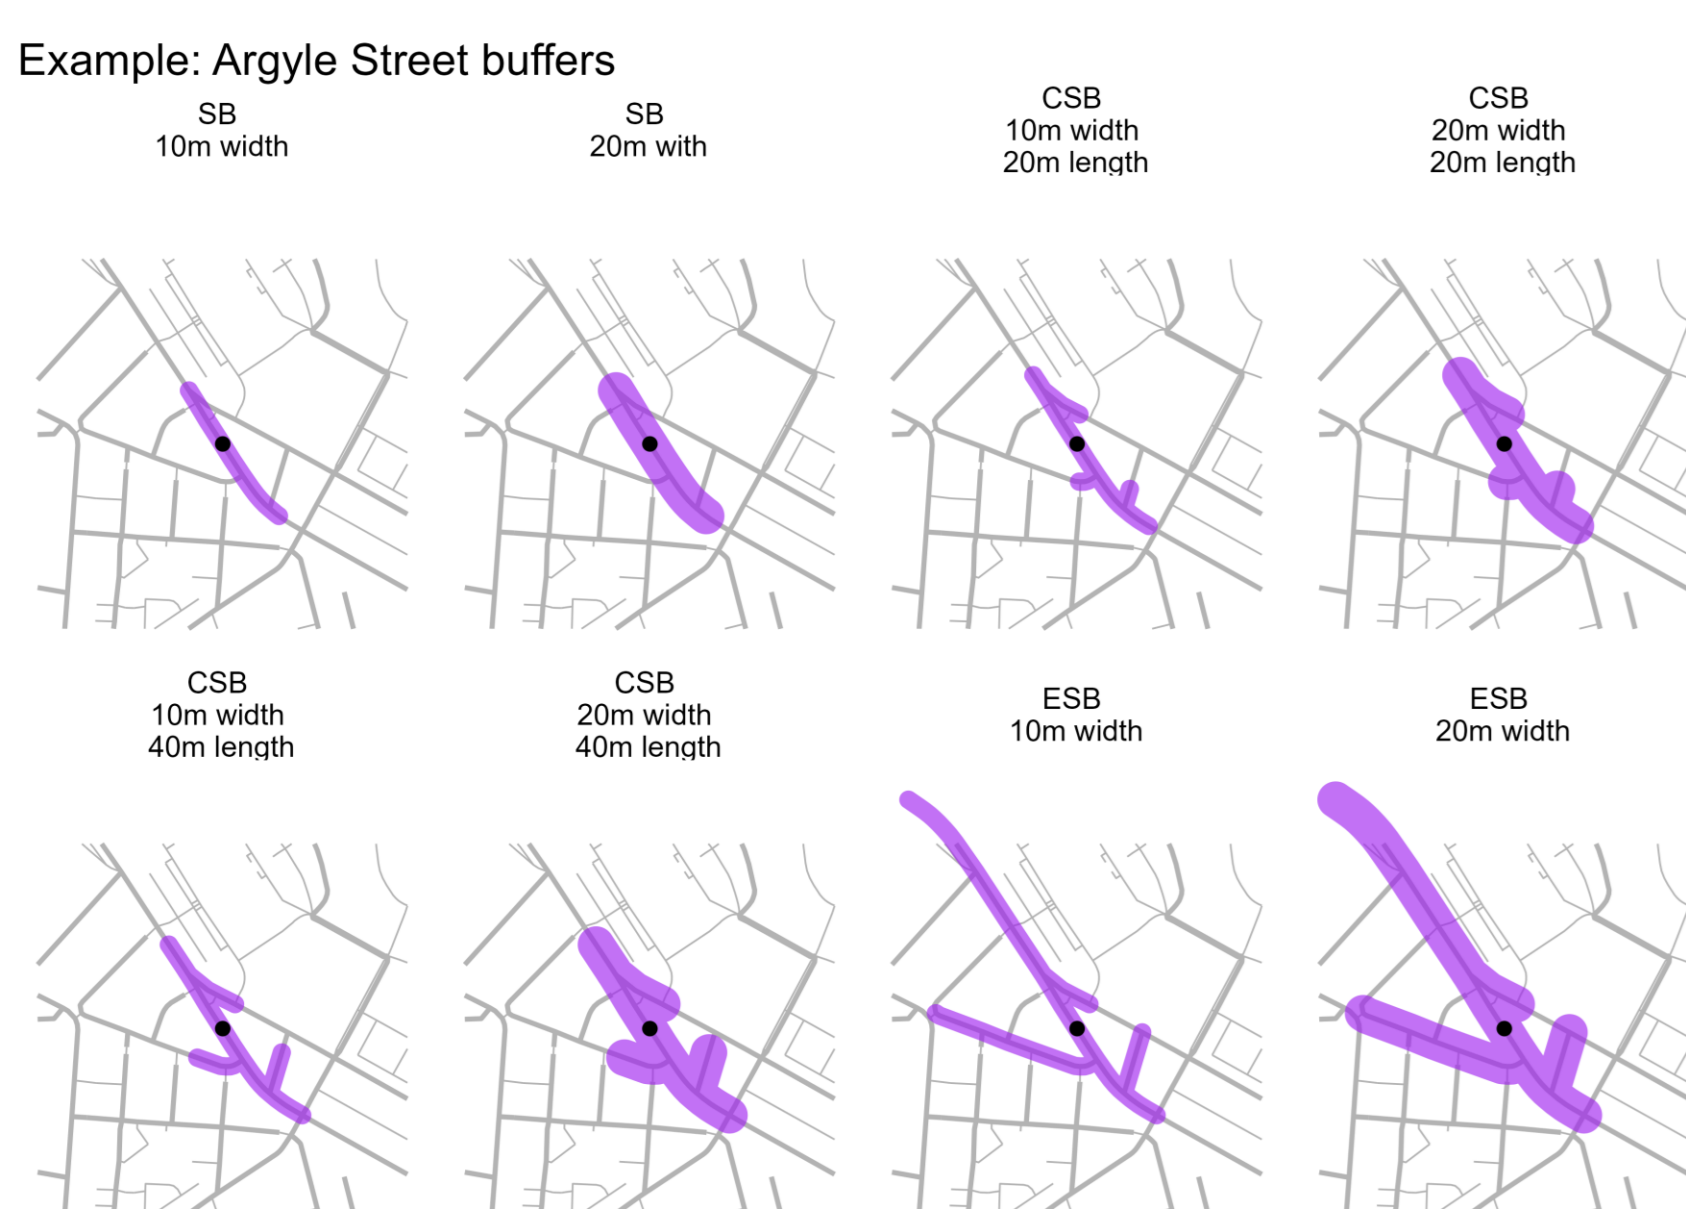 Example: Argyle Street buffers
SB
10m width
SB
20m with
CSB
10m width
20m length
CSB
20m width
20m length
CSB
10m width
40m length
CSB
20m width
40m length
ESB
10m width
ESB
20m width